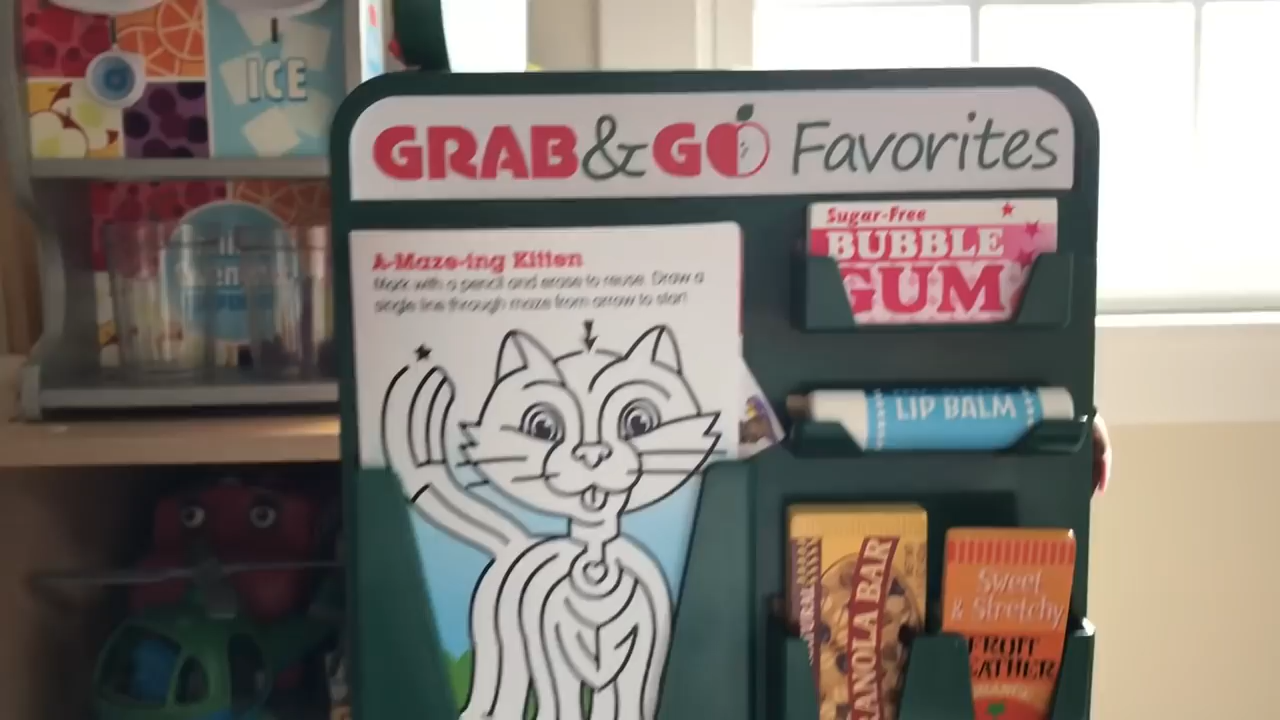 ICE
GRAB & GO Favorites
A-Maze-ing Kitten
Mark with a pencil and erase to reuse. Draw a
single line through maze from arrow to star!
Sugar-Free
BUBBLE
GUM
LIP BALM
GRANOLA BAR
Sweet
& Stretchy
FRUIT
LEATHER